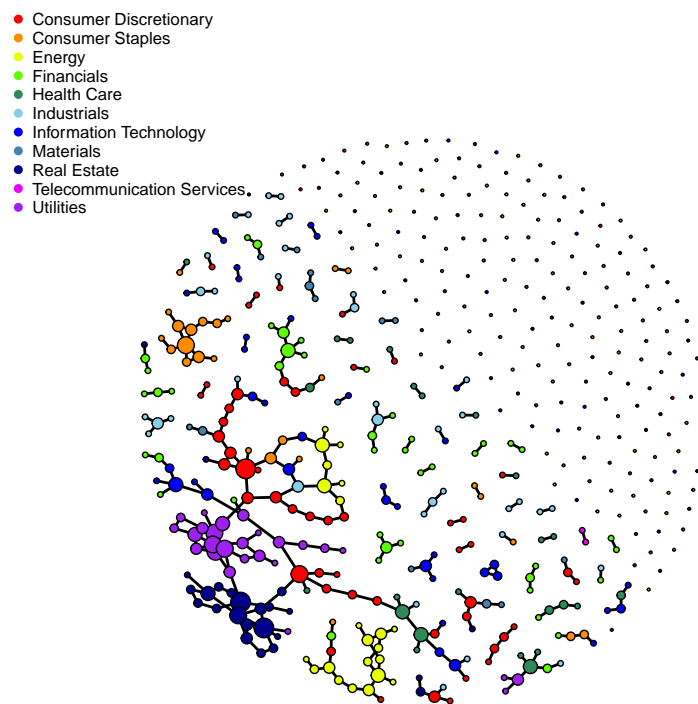 Consumer Discretionary
Consumer Staples
Energy
Financials
Health Care
Industrials
Information Technology
Materials
Real Estate
Telecommunication Services
Utilities